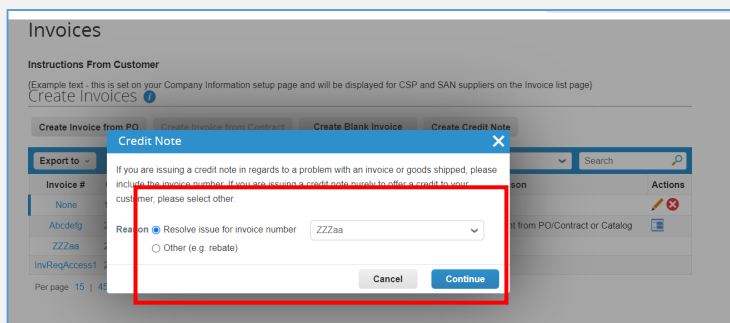 Invoices
Instructions From Customer
{Example text - this is set on your Company Information setup page and will be displayed for CSP and SAN suppliers on the Invoice list page}
Create Invoices
Create Invoice from PO Create Invoice from Contract Create Blank Invoice Create Credit Note
Credit Note
Export to Search
If you are issuing a credit note in regards to a problem with an invoice or goods shipped, please
include the invoice number. If you are issuing a credit note purely to offer a credit to your
customer, please select other.
Invoice # son Actions
None
Reason Resolve issue for invoice number ZZZaa
Abcdefg nt from PO/Contract or Catalog
Other (e.g. rebate)
ZZZaa 2
InvReqAccess1 2
Cancel Continue
Per page 15 | 45